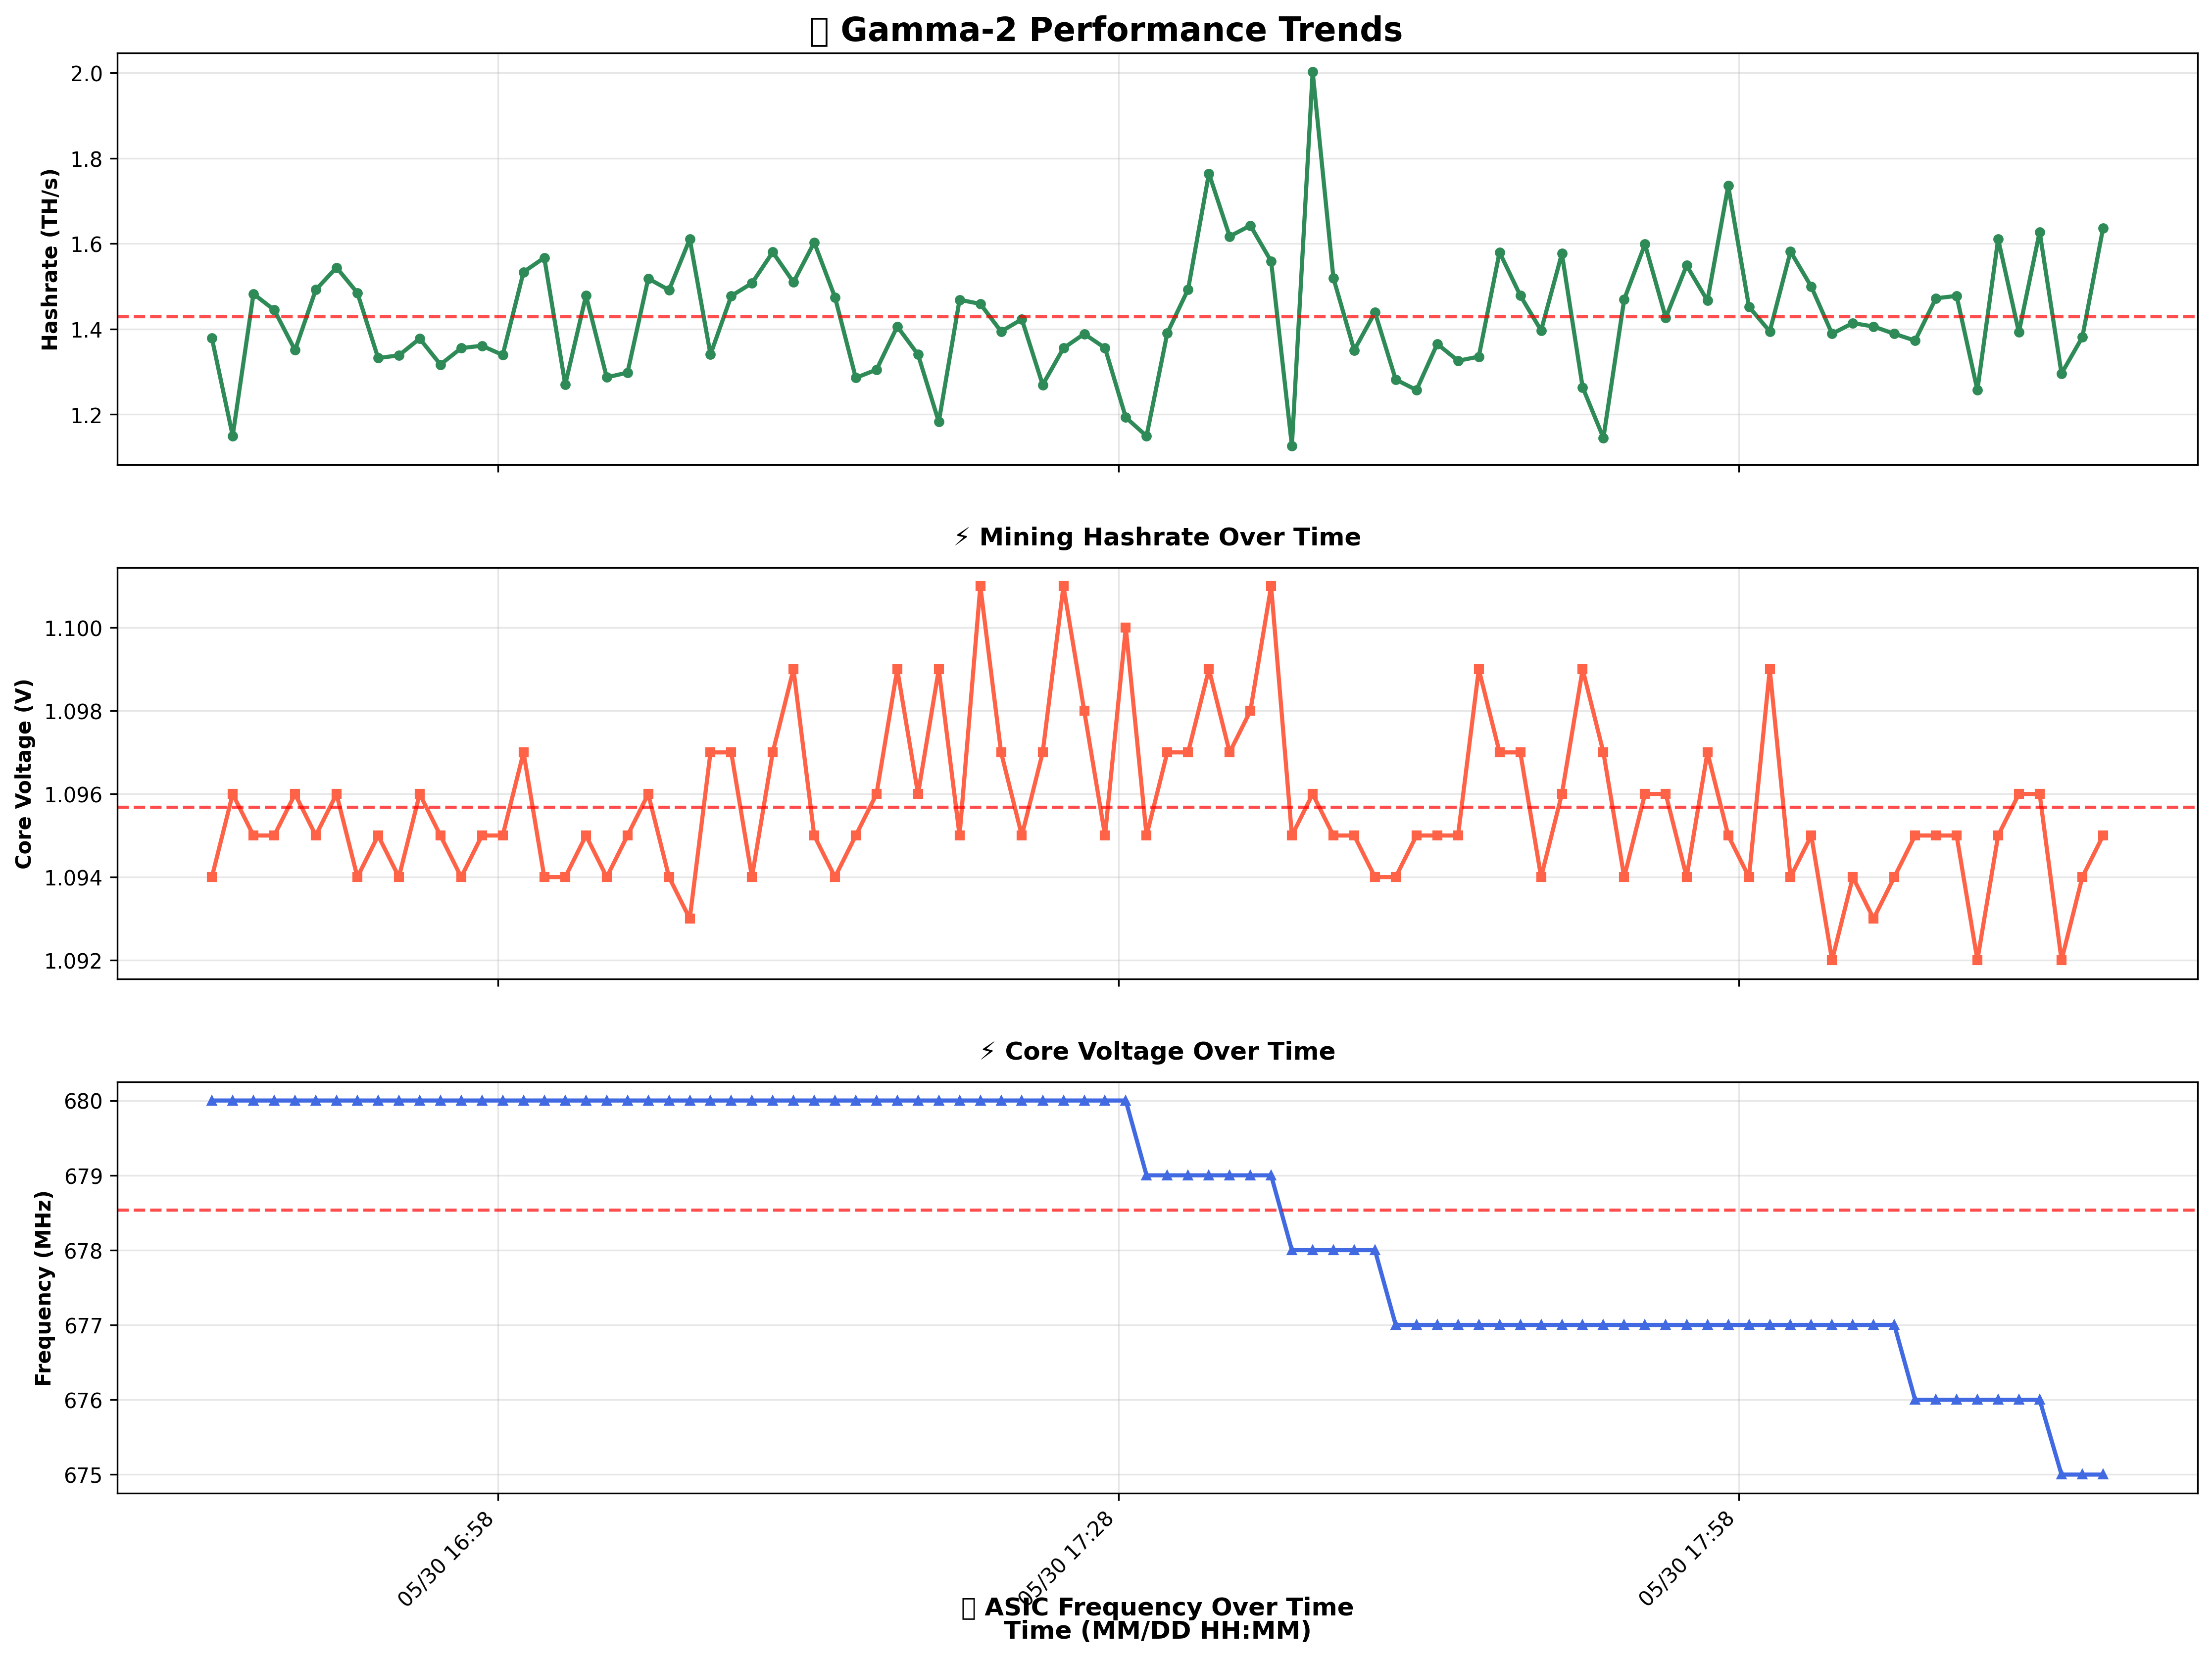 Gamma-2 Performance Trends
Hashrate (TH/s)
2.0
1.8
1.6
1.4
1.2
⚡ Mining Hashrate Over Time
Core Voltage (V)
1.100
1.098
1.096
1.094
1.092
⚡ Core Voltage Over Time
Frequency (MHz)
680
679
678
677
676
675
05/30 16:58
05/30 17:28
05/30 17:58
ASIC Frequency Over Time
Time (MM/DD HH:MM)